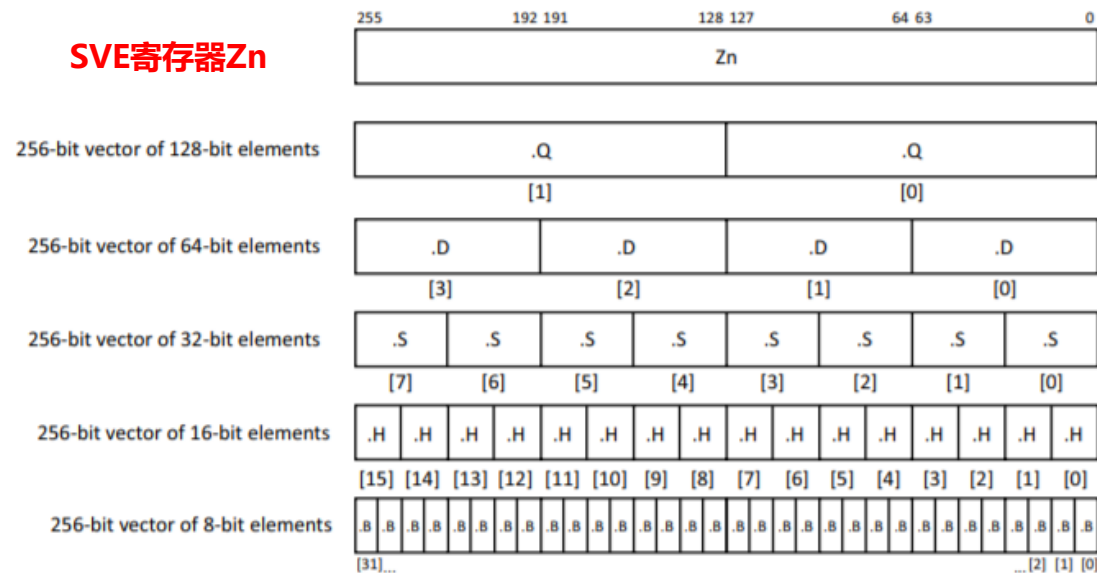 255 192 191 128 127 64 63 0
SVE寄存器Zn
Zn
256-bit vector of 128-bit elements .Q .Q
[1] [0]
256-bit vector of 64-bit elements .D .D .D .D
[3] [2] [1] [0]
256-bit vector of 32-bit elements .S .S .S .S .S .S .S .S
[7] [6] [5] [4] [3] [2] [1] [0]
256-bit vector of 16-bit elements .H .H .H .H .H .H .H .H .H .H .H .H .H .H .H .H
[15] [14] [13] [12] [11] [10] [9] [8] [7] [6] [5] [4] [3] [2] [1] [0]
256-bit vector of 8-bit elements .B .B .B .B .B .B .B .B .B .B .B .B .B .B .B .B .B .B .B .B .B .B .B .B .B .B .B .B .B .B .B .B
[31]... ...[2] [1] [0]